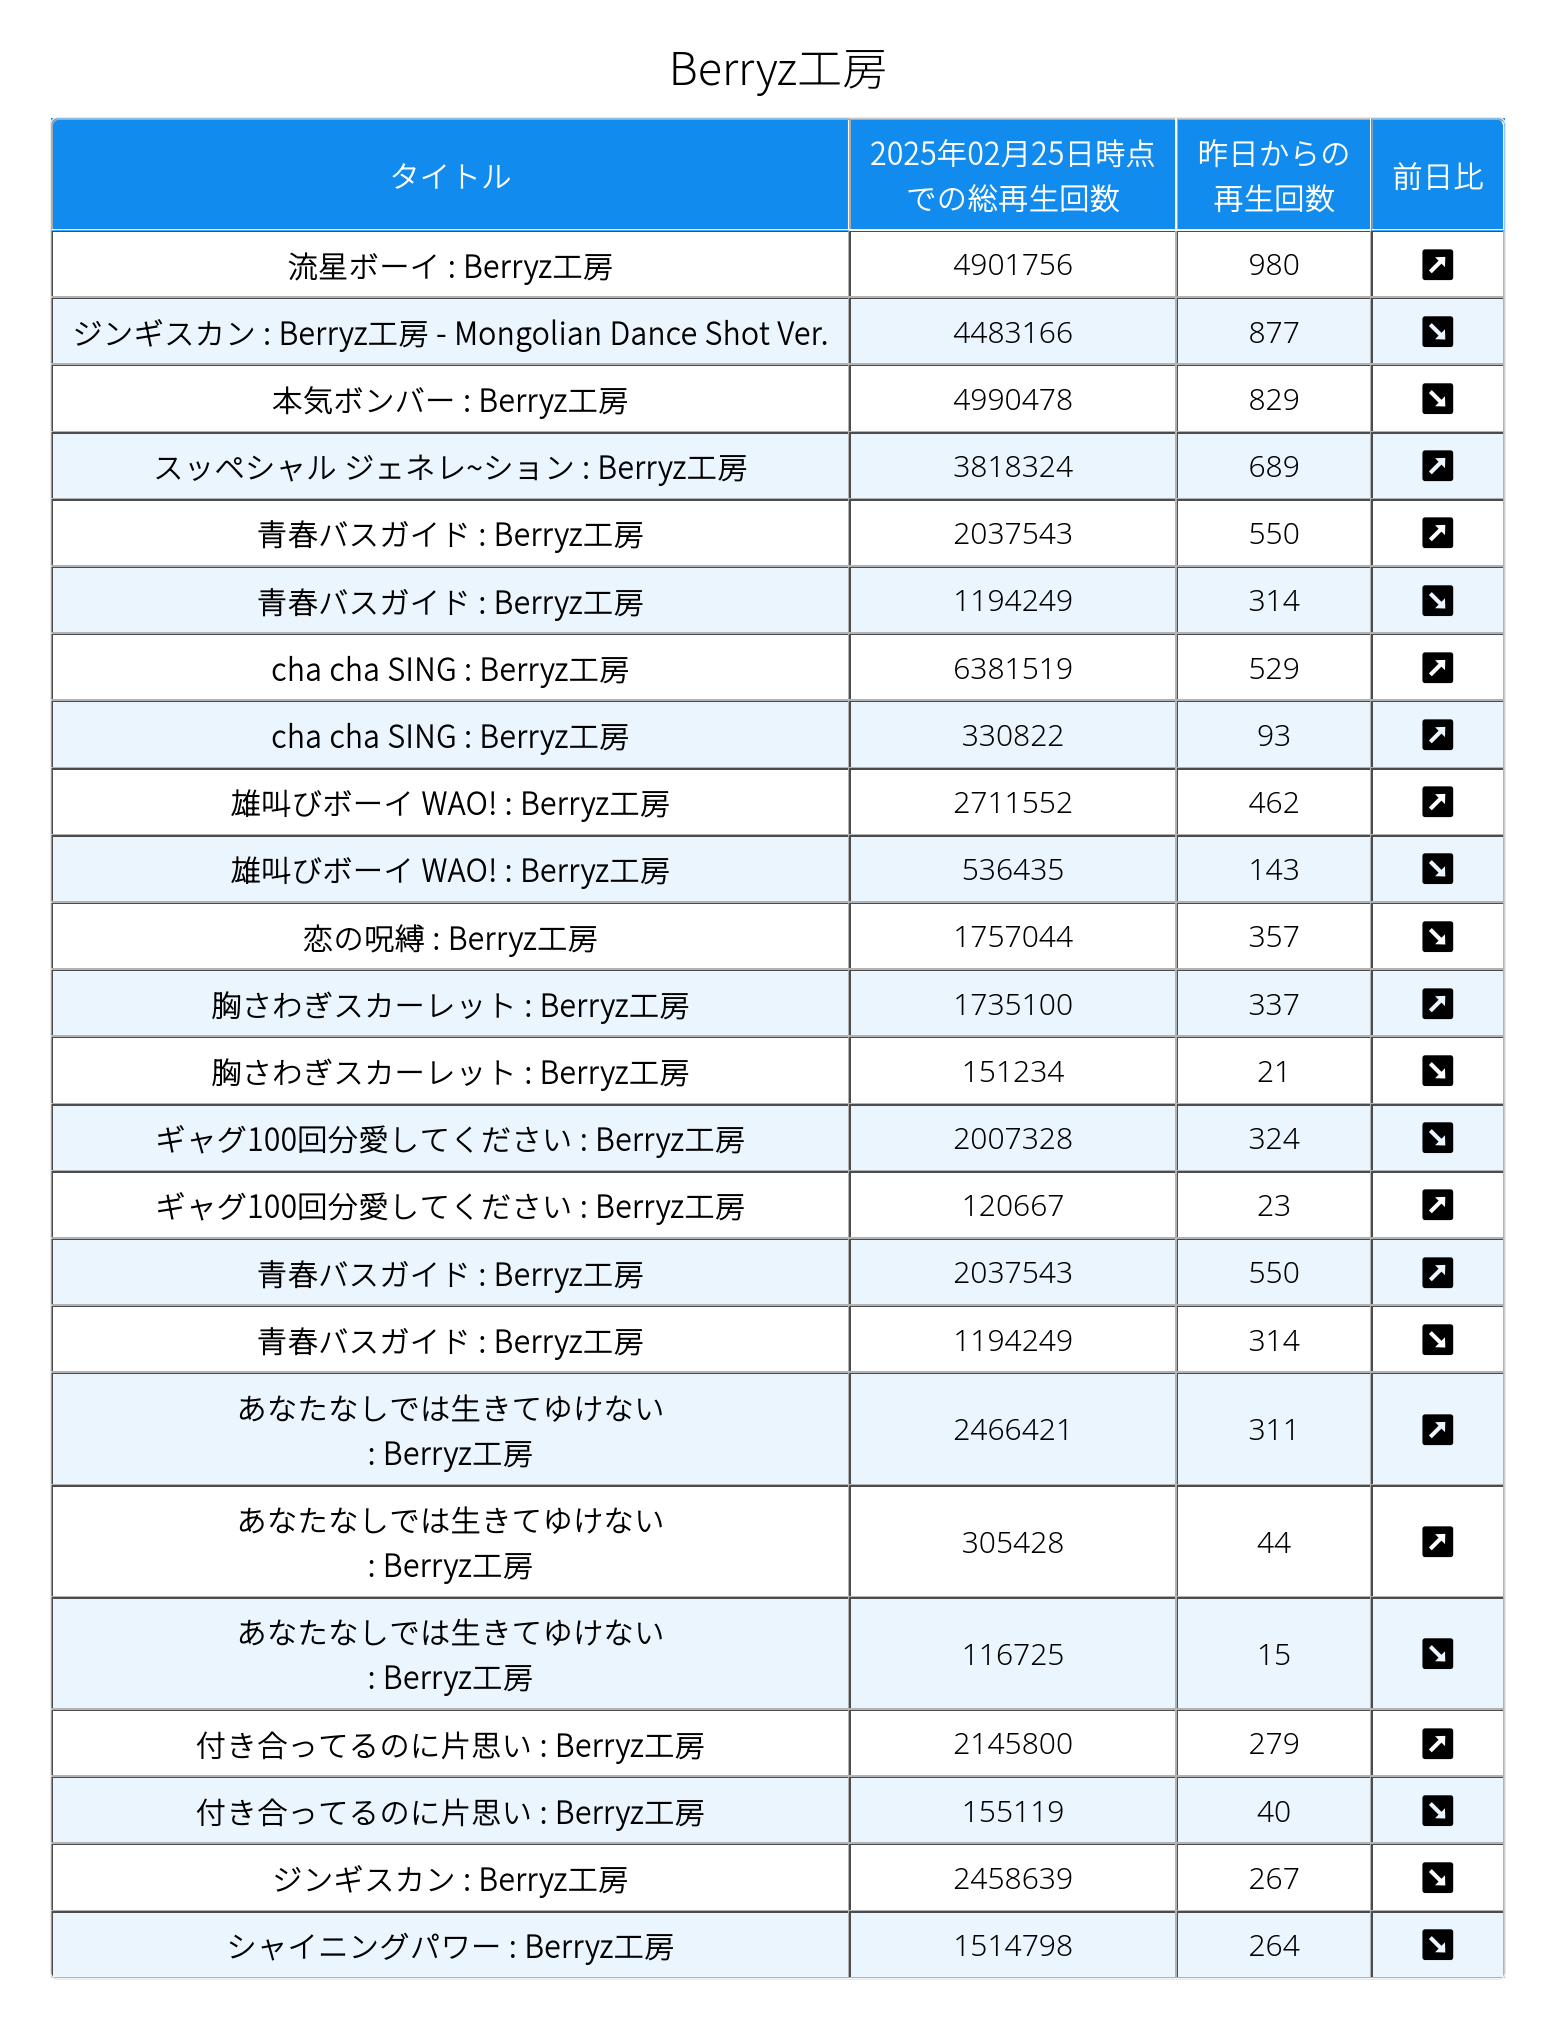 Berryz工房
タイトル 2025年02月25日時点 昨日からの 前日比
での総再生回数 再生回数
流星ボーイ : Berryz工房 4901756 980 ↗
ジンギスカン : Berryz工房 - Mongolian Dance Shot Ver. 4483166 877 ↘
本気ボンバー : Berryz工房 4990478 829 ↘
スッペシャル ジェネレ~ション : Berryz工房 3818324 689 ↗
青春バスガイド : Berryz工房 2037543 550 ↗
青春バスガイド : Berryz工房 1194249 314 ↘
cha cha SING : Berryz工房 6381519 529 ↗
cha cha SING : Berryz工房 330822 93 ↗
雄叫びボーイ WAO! : Berryz工房 2711552 462 ↗
雄叫びボーイ WAO! : Berryz工房 536435 143 ↘
恋の呪縛 : Berryz工房 1757044 357 ↘
胸さわぎスカーレット : Berryz工房 1735100 337 ↗
胸さわぎスカーレット : Berryz工房 151234 21 ↘
ギャグ100回分愛してください : Berryz工房 2007328 324 ↘
ギャグ100回分愛してください : Berryz工房 120667 23 ↗
青春バスガイド : Berryz工房 2037543 550 ↗
青春バスガイド : Berryz工房 1194249 314 ↘
あなたなしでは生きてゆけない
: Berryz工房 2466421 311 ↗
あなたなしでは生きてゆけない
: Berryz工房 305428 44 ↗
あなたなしでは生きてゆけない
: Berryz工房 116725 15 ↘
付き合ってるのに片思い : Berryz工房 2145800 279 ↗
付き合ってるのに片思い : Berryz工房 155119 40 ↘
ジンギスカン : Berryz工房 2458639 267 ↘
シャイニングパワー : Berryz工房 1514798 264 ↘